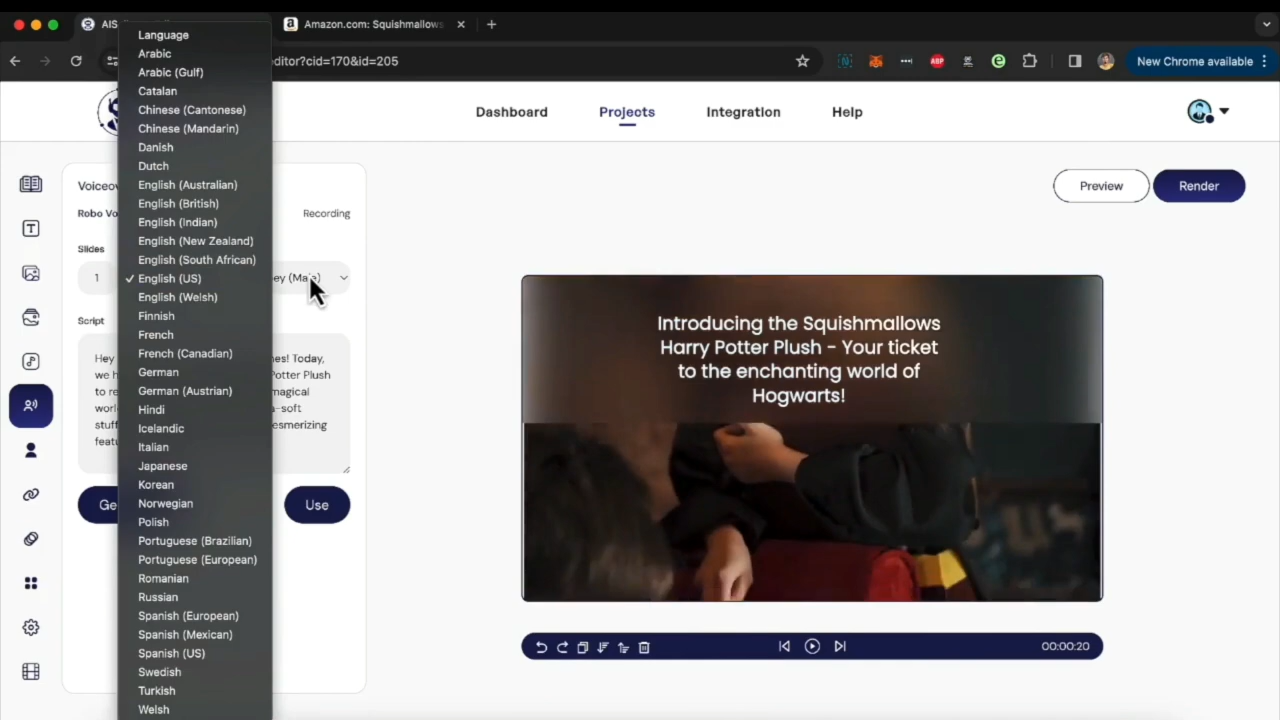 AIS
Amazon.com: Squishmallows
editor?cid=170&id=205
ABP
New Chrome available
Dashboard
Projects
Integration
Help
Preview
Render
Robo Vo
Recording
Slides
1
ey (Male)
Script
Hey
nes! Today,
we h
Potter Plush
to re
magical
worl
a-soft
stuff
esmerizing
featu
Ge
Use
Language
Arabic
Arabic (Gulf)
Catalan
Chinese (Cantonese)
Chinese (Mandarin)
Danish
Dutch
English (Australian)
English (British)
English (Indian)
English (New Zealand)
English (South African)
✓ English (US)
English (Welsh)
Finnish
French
French (Canadian)
German
German (Austrian)
Hindi
Icelandic
Italian
Japanese
Korean
Norwegian
Polish
Portuguese (Brazilian)
Portuguese (European)
Romanian
Russian
Spanish (European)
Spanish (Mexican)
Spanish (US)
Swedish
Turkish
Welsh
Introducing the Squishmallows
Harry Potter Plush - Your ticket
to the enchanting world of
Hogwarts!
00:00:20